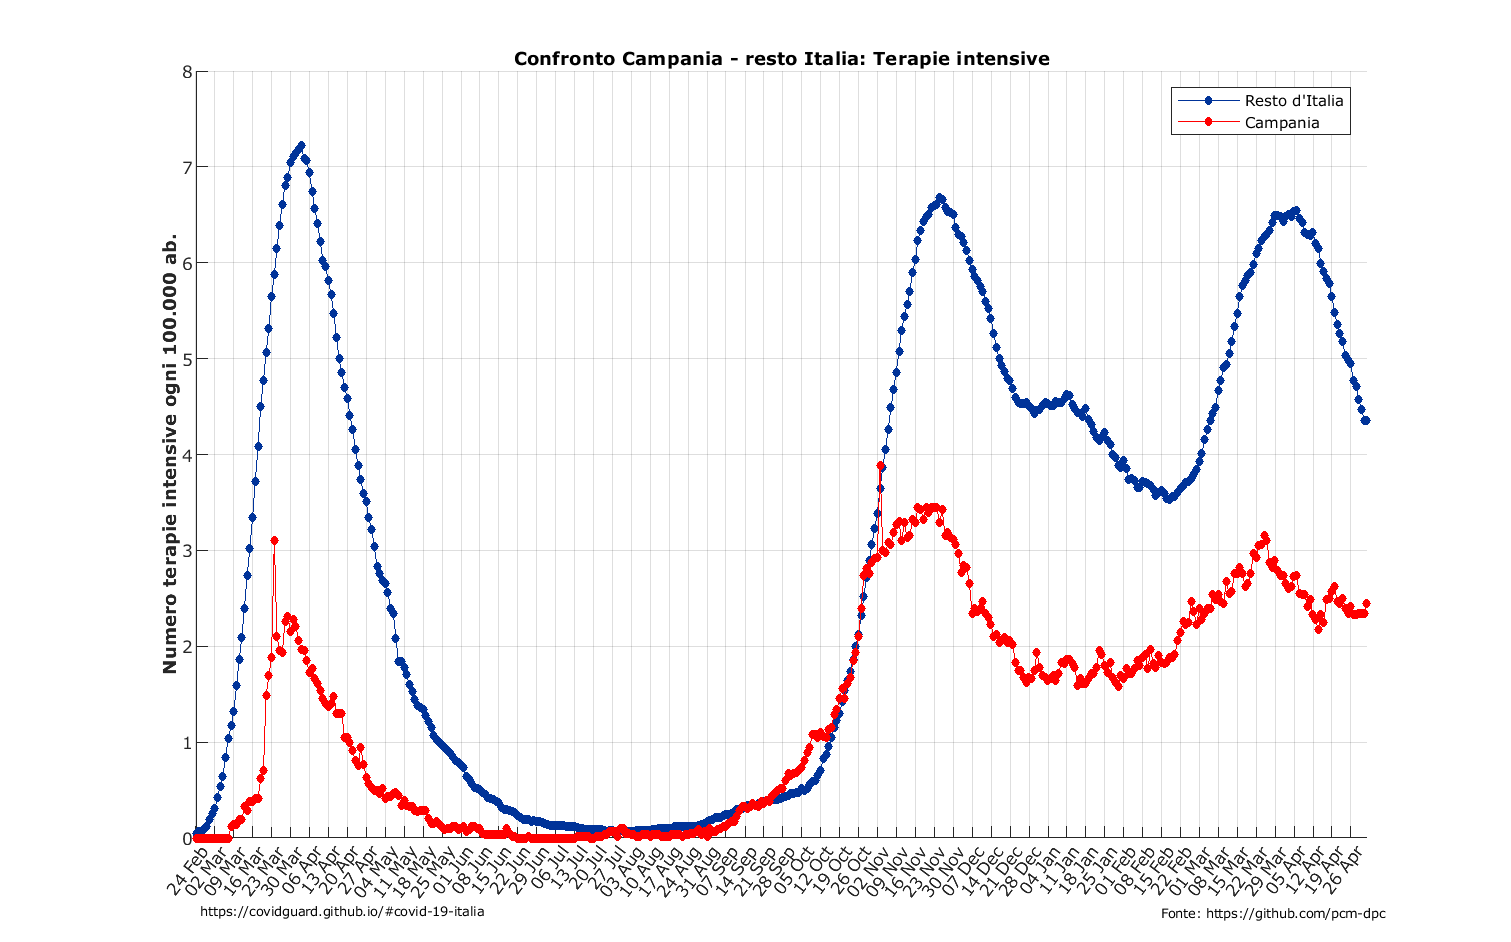 Confronto Campania - resto Italia: Terapie intensive
Resto d'Italia
Campania
Numero terapie intensive ogni 100.000 ab.
8
7
6
5
4
3
2
1
0
24 Feb
02 Mar
09 Mar
16 Mar
23 Mar
30 Mar
06 Apr
13 Apr
20 Apr
27 Apr
04 May
11 May
18 May
25 May
01 Jun
08 Jun
15 Jun
22 Jun
29 Jun
06 Jul
13 Jul
20 Jul
27 Jul
03 Aug
10 Aug
17 Aug
24 Aug
31 Aug
07 Sep
14 Sep
21 Sep
28 Sep
05 Oct
12 Oct
19 Oct
26 Oct
02 Nov
09 Nov
16 Nov
23 Nov
30 Nov
07 Dec
14 Dec
21 Dec
28 Dec
04 Jan
11 Jan
18 Jan
25 Jan
01 Feb
08 Feb
15 Feb
22 Feb
01 Mar
08 Mar
15 Mar
22 Mar
29 Mar
05 Apr
12 Apr
19 Apr
26 Apr
https://covidguard.github.io/#covid-19-italia
Fonte: https://github.com/pcm-dpc